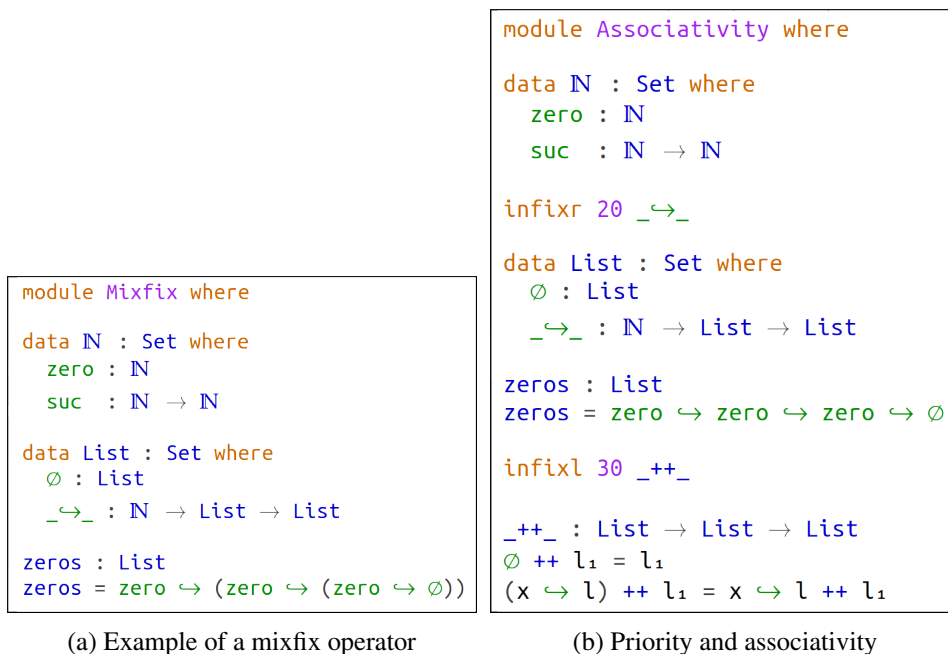 module Mixfix where
data ℕ : Set where
zero : ℕ
suc : ℕ → ℕ
data List : Set where
∅ : List
_↪_ : ℕ → List → List
zeros : List
zeros = zero ↪ (zero ↪ (zero ↪ ∅))
(a) Example of a mixfix operator
module Associativity where
data ℕ : Set where
zero : ℕ
suc : ℕ → ℕ
infixr 20 _↪_
data List : Set where
∅ : List
_↪_ : ℕ → List → List
zeros : List
zeros = zero ↪ zero ↪ zero ↪ ∅
infixl 30 _++_
_++_ : List → List → List
∅ ++ l₁ = l₁
(x ↪ l) ++ l₁ = x ↪ l ++ l₁
(b) Priority and associativity